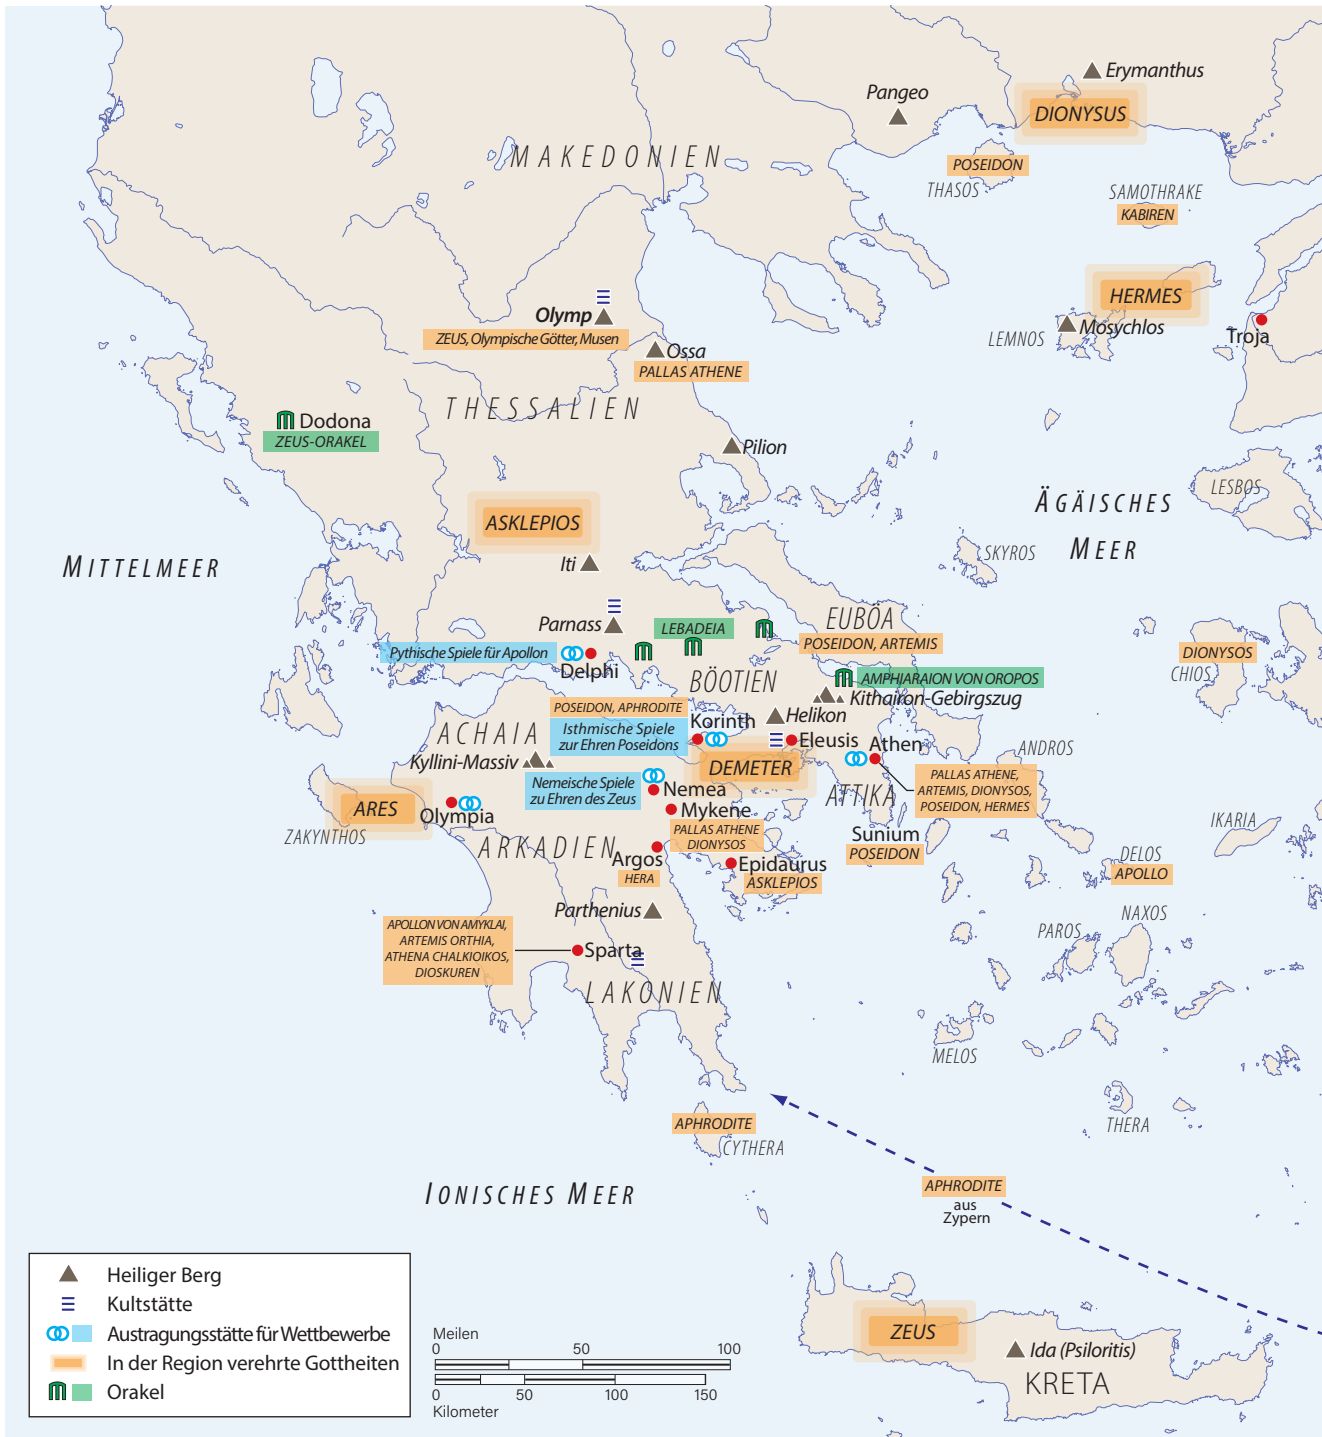 Erymanthus
Pangeo
DIONYSUS
MAKEDONIEN
POSEIDON
THASOS
SAMOTHRAKE
KABIREN
HERMES
Olymp
ZEUS, Olympische Götter, Musen
LEMNOS
Mosychlos
Troja
Ossa
PALLAS ATHENE
THESSALIEN
Dodona
ZEUS-ORAKEL
Pilion
LESBOS
ÄGÄISCHES
MEER
ASKLEPIOS
SKYROS
Iti
MITTELMEER
Parnass
LEBADEIA
EUBÖA
POSEIDON, ARTEMIS
Pythische Spiele für Apollon
Delphi
DIONYSOS
CHIOS
BÖOTIEN
AMPHIARAION VON OROPOS
Kithairon-Gebirgszug
POSEIDON, APHRODITE
Korinth
Helikon
Isthmische Spiele
zur Ehren Poseidons
ACHAIA
Eleusis
Athen
ANDROS
Kyllini-Massiv
DEMETER
Nemeische Spiele
zu Ehren des Zeus
Nemea
ATTIKA
PALLAS ATHENE,
ARTEMIS, DIONYSOS,
POSEIDON, HERMES
ARES
Olympia
Mykene
ZAKYNTHOS
ARKADIEN
PALLAS ATHENE
DIONYSOS
Sunium
POSEIDON
IKARIA
Argos
HERA
Epidaurus
ASKLEPIOS
DELOS
APOLLO
Parthenius
NAXOS
PAROS
APOLLON VON AMYKLAI,
ARTEMIS ORTHIA,
ATHENA CHALKIOIKOS,
DIOSKUREN
Sparta
LAKONIEN
MELOS
THERA
APHRODITE
CYTHERA
IONISCHES MEER
APHRODITE
aus
Zypern
Heiliger Berg
Kultstätte
Austragungsstätte für Wettbewerbe
In der Region verehrte Gottheiten
Orakel
Meilen
0 50 100
0 50 100 150
Kilometer
ZEUS
Ida (Psiloritis)
KRETA